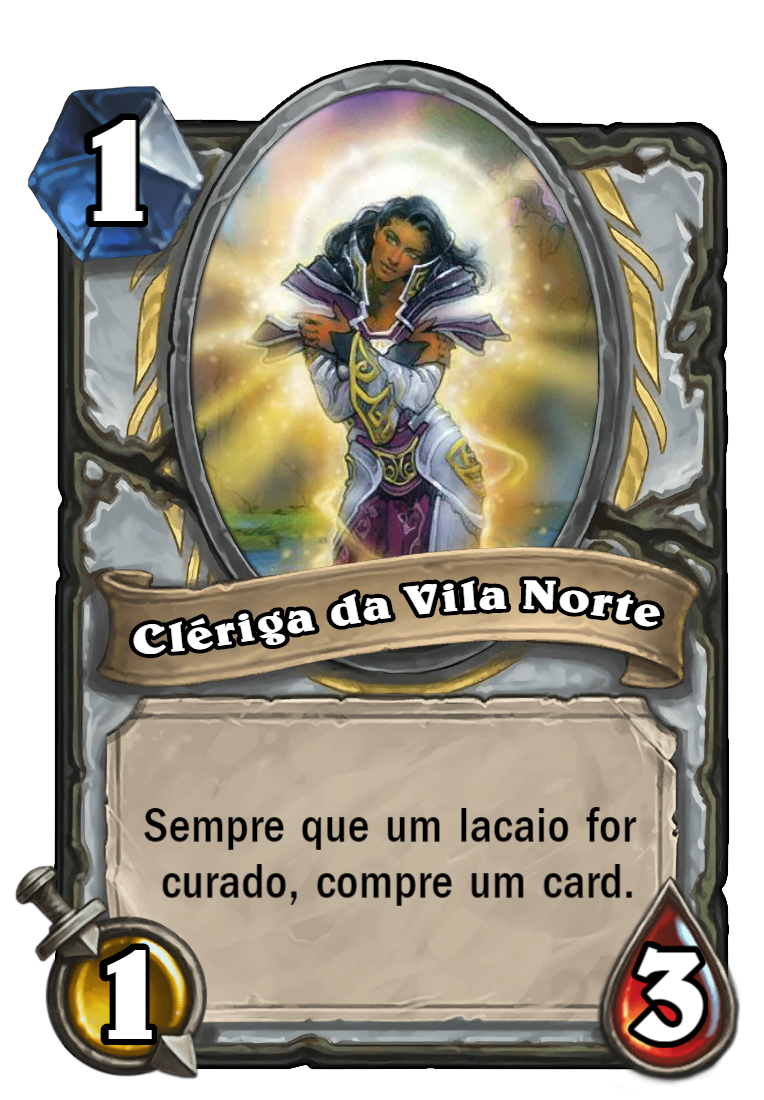 1
Clériga da Vila Norte
Sempre que um lacaio for
curado, compre um card.
1
3